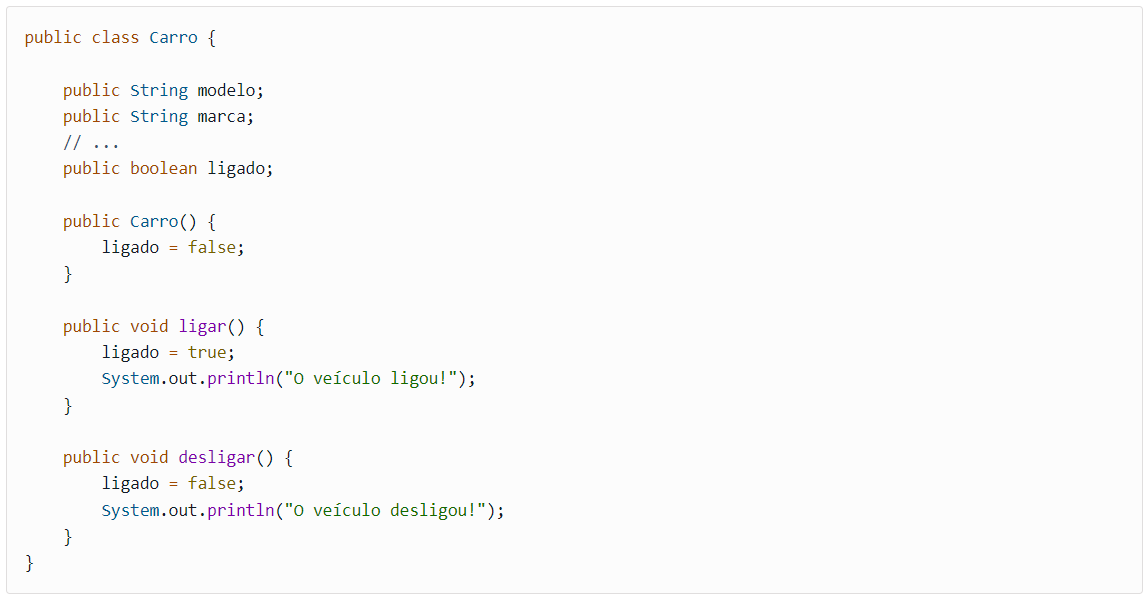 public class Carro {
    public String modelo;
    public String marca;
    // ...
    public boolean ligado;
    public Carro() {
        ligado = false;
    }
    public void ligar() {
        ligado = true;
        System.out.println("O veículo ligou!");
    }
    public void desligar() {
        ligado = false;
        System.out.println("O veículo desligou!");
    }
}